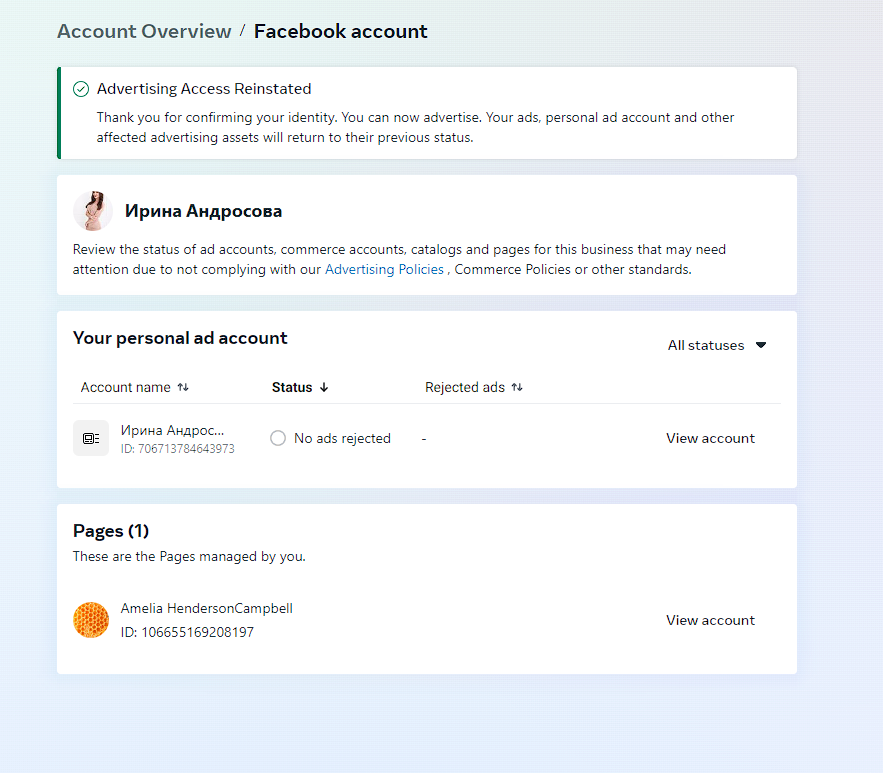 Account Overview / Facebook account
Advertising Access Reinstated
Thank you for confirming your identity. You can now advertise. Your ads, personal ad account and other
affected advertising assets will return to their previous status.
Ирина Андросова
Review the status of ad accounts, commerce accounts, catalogs and pages for this business that may need
attention due to not complying with our Advertising Policies , Commerce Policies or other standards.
Your personal ad account
All statuses
Account name Status Rejected ads
Ирина Андрос...
ID: 706713784643973
No ads rejected - View account
Pages (1)
These are the Pages managed by you.
Amelia HendersonCampbell
ID: 106655169208197
View account